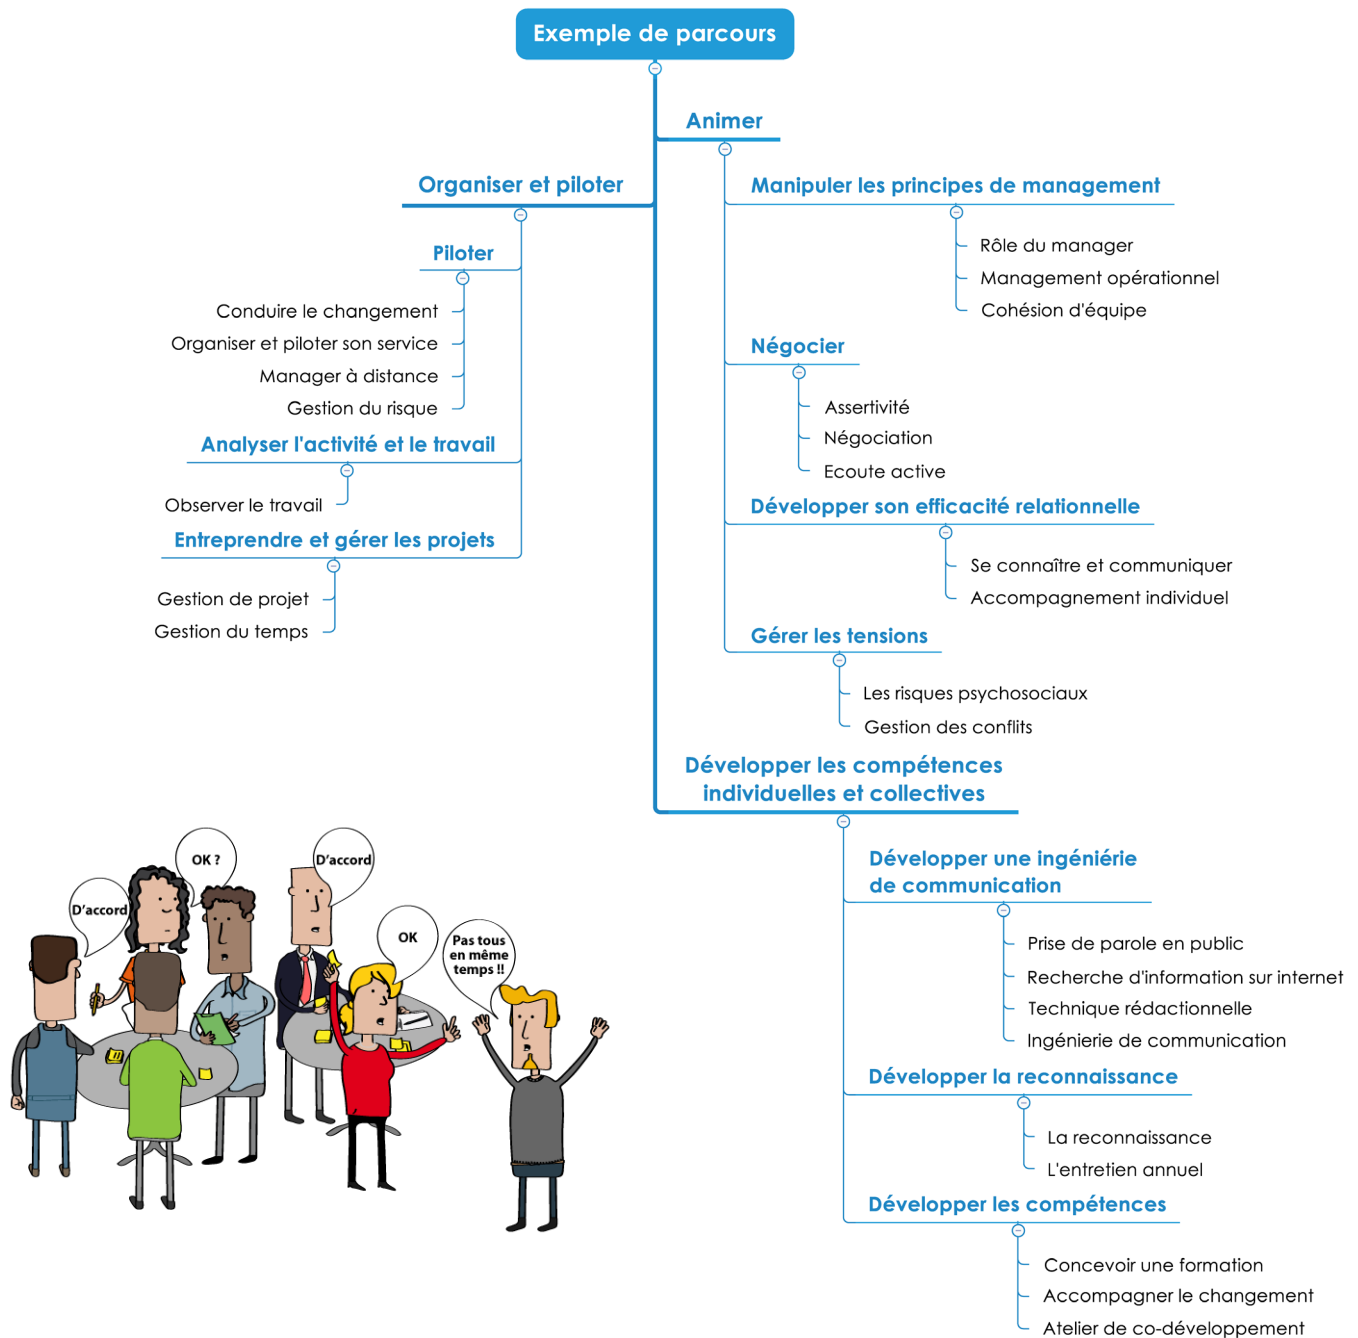 Exemple de parcours
Organiser et piloter
Piloter
Conduire le changement
Organiser et piloter son service
Manager à distance
Gestion du risque
Analyser l'activité et le travail
Observer le travail
Entreprendre et gérer les projets
Gestion de projet
Gestion du temps
Animer
Manipuler les principes de management
Rôle du manager
Management opérationnel
Cohésion d'équipe
Négocier
Assertivité
Négociation
Ecoute active
Développer son efficacité relationnelle
Se connaître et communiquer
Accompagnement individuel
Gérer les tensions
Les risques psychosociaux
Gestion des conflits
Développer les compétences
individuelles et collectives
Développer une ingéniérie
de communication
Prise de parole en public
Recherche d'information sur internet
Technique rédactionnelle
Ingénierie de communication
Développer la reconnaissance
La reconnaissance
L'entretien annuel
Développer les compétences
Concevoir une formation
Accompagner le changement
Atelier de co-développement
D'accord
OK ?
D'accord
OK
Pas tous
en même
temps !!